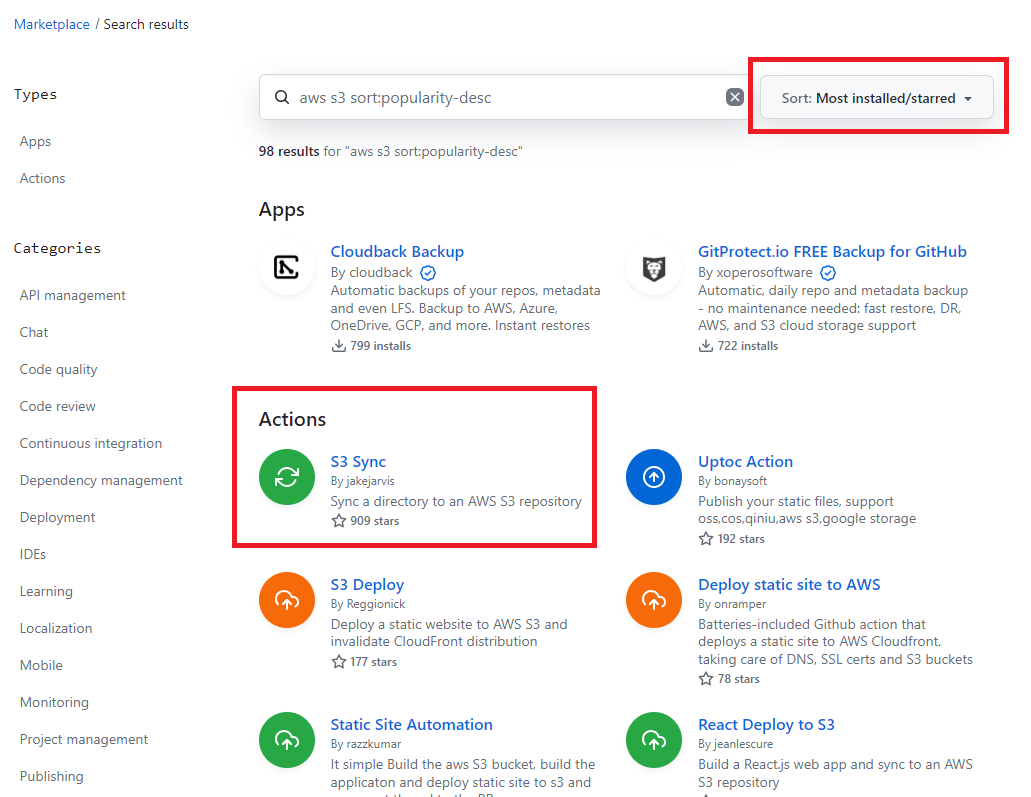 Marketplace / Search results
Types
Apps
Actions
Categories
API management
Chat
Code quality
Code review
Continuous integration
Dependency management
Deployment
IDEs
Learning
Localization
Mobile
Monitoring
Project management
Publishing
aws s3 sort:popularity-desc
Sort: Most installed/starred
98 results for "aws s3 sort:popularity-desc"
Apps
Cloudback Backup
By cloudback
Automatic backups of your repos, metadata
and even LFS. Backup to AWS, Azure,
OneDrive, GCP, and more. Instant restores
799 installs
GitProtect.io FREE Backup for GitHub
By xoperosoftware
Automatic, daily repo and metadata backup
- no maintenance needed: fast restore, DR,
AWS, and S3 cloud storage support
722 installs
Actions
S3 Sync
By jakejarvis
Sync a directory to an AWS S3 repository
909 stars
Uptoc Action
By bonaysoft
Publish your static files, support
oss,cos,qiniu,aws s3,google storage
192 stars
S3 Deploy
By Reggionick
Deploy a static website to AWS S3 and
invalidate CloudFront distribution
177 stars
Deploy static site to AWS
By onramper
Batteries-included Github action that
deploys a static site to AWS Cloudfront,
taking care of DNS, SSL certs and S3 buckets
78 stars
Static Site Automation
By razzkumar
It simple Build the aws S3 bucket, build the
applicaton and deploy static site to s3 and
React Deploy to S3
By jeanlescure
Build a React.js web app and sync to an AWS
S3 repository